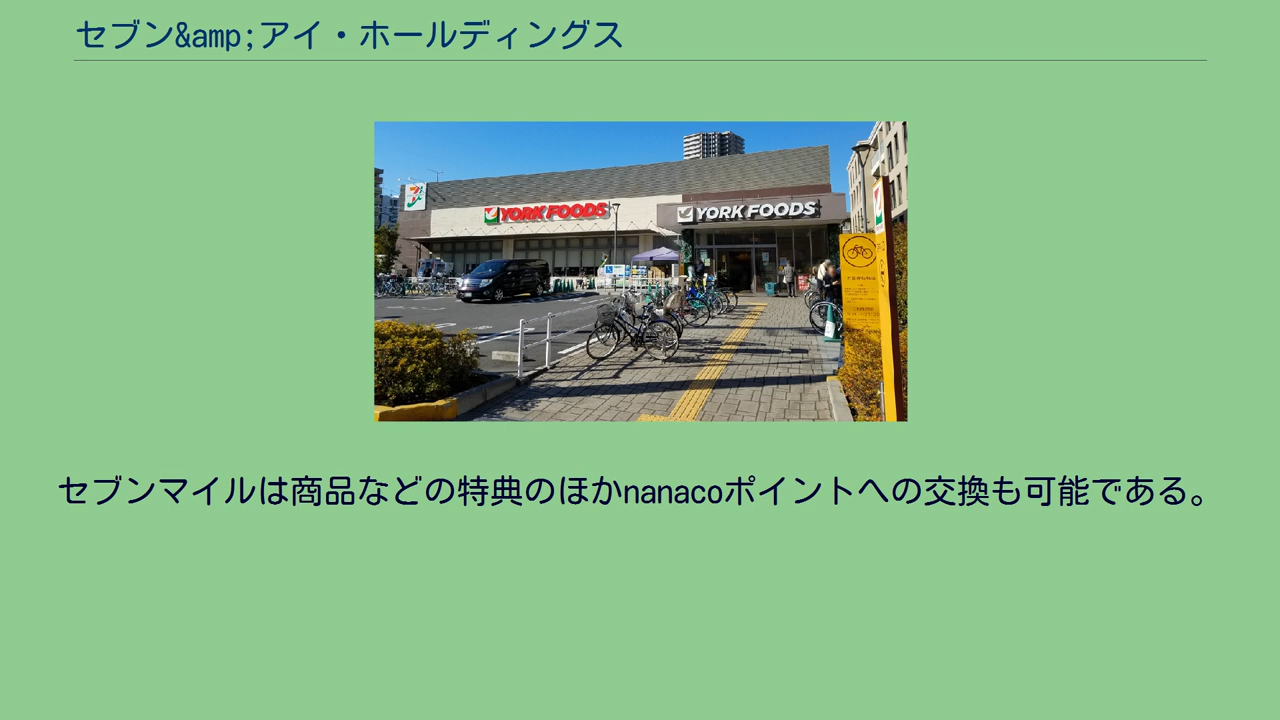 セブン&amp;アイ・ホールディングス
YORK FOODS
YORK FOODS
セブンマイルは商品などの特典のほかnanacoポイントへの交換も可能である。